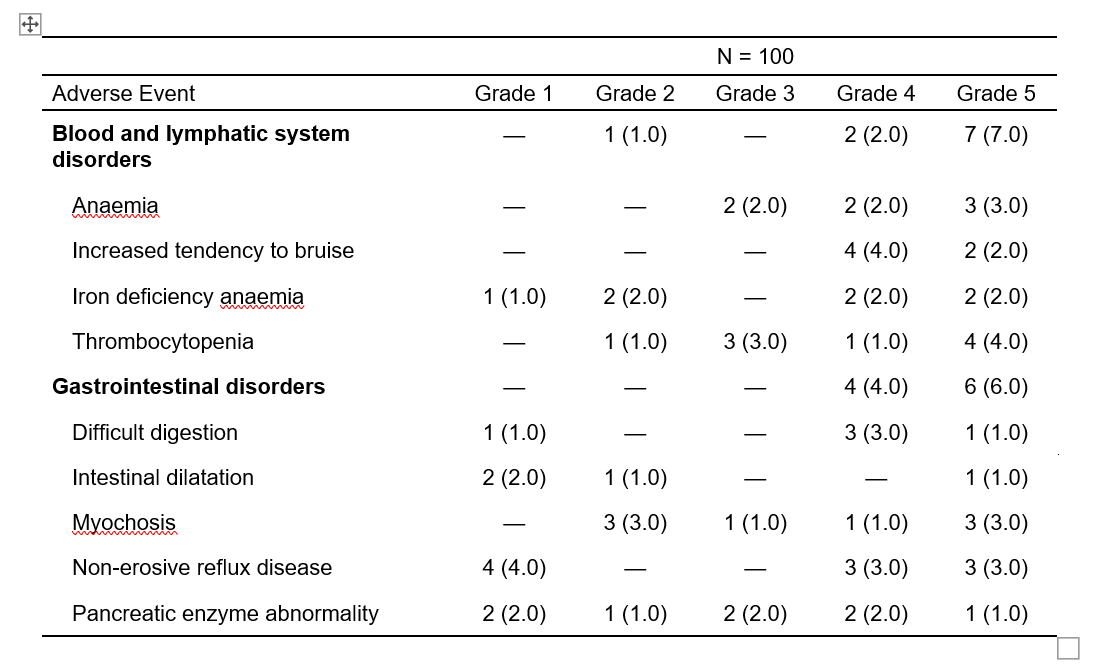 N = 100
Adverse Event Grade 1 Grade 2 Grade 3 Grade 4 Grade 5
Blood and lymphatic system — 1 (1.0) — 2 (2.0) 7 (7.0)
disorders
Anaemia — — 2 (2.0) 2 (2.0) 3 (3.0)
Increased tendency to bruise — — — 4 (4.0) 2 (2.0)
Iron deficiency anaemia 1 (1.0) 2 (2.0) — 2 (2.0) 2 (2.0)
Thrombocytopenia — 1 (1.0) 3 (3.0) 1 (1.0) 4 (4.0)
Gastrointestinal disorders — — — 4 (4.0) 6 (6.0)
Difficult digestion 1 (1.0) — — 3 (3.0) 1 (1.0)
Intestinal dilatation 2 (2.0) 1 (1.0) — — 1 (1.0)
Myochosis — 3 (3.0) 1 (1.0) 1 (1.0) 3 (3.0)
Non-erosive reflux disease 4 (4.0) — — 3 (3.0) 3 (3.0)
Pancreatic enzyme abnormality 2 (2.0) 1 (1.0) 2 (2.0) 2 (2.0) 1 (1.0)